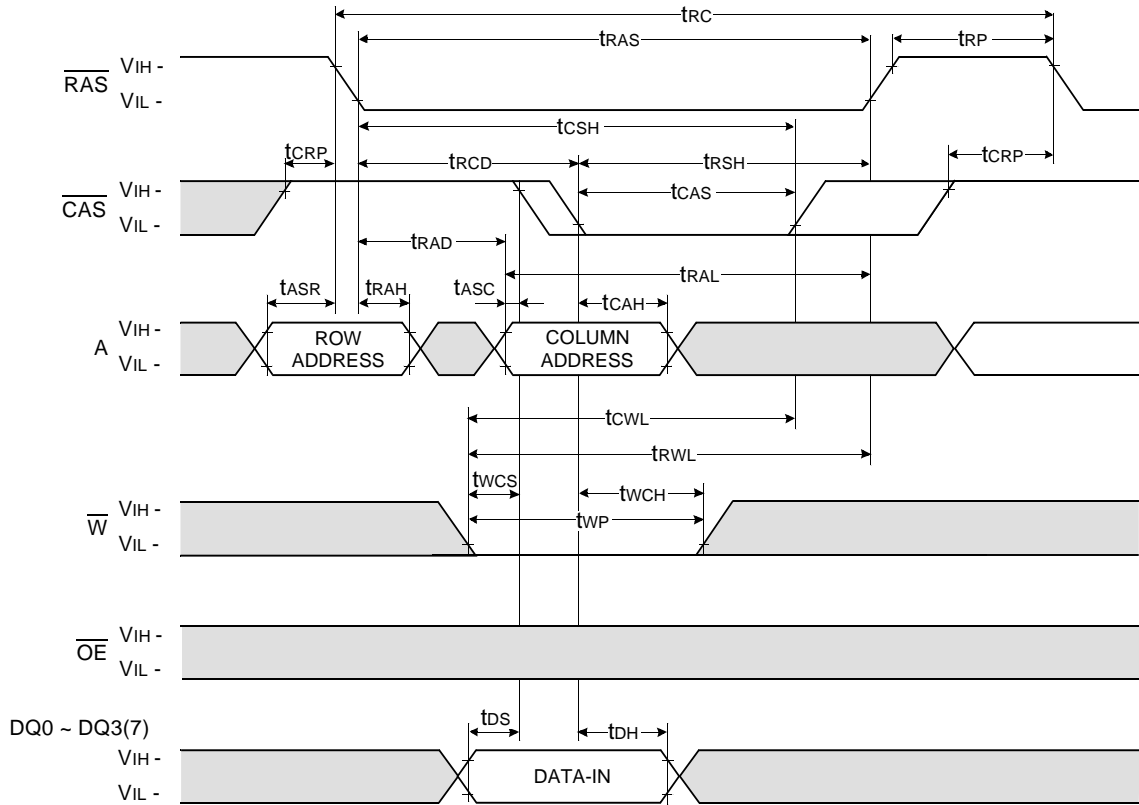 tRC
tRAS
tRP
RAS
VIH -
VIL -
tCSH
tCRP
tRCD
tRSH
tCRP
CAS
VIH -
VIL -
tCAS
tRAD
tRAL
tASR
tRAH
tASC
tCAH
A
VIH -
VIL -
ROW
ADDRESS
COLUMN
ADDRESS
tCWL
tRWL
tWCS
tWCH
tWP
W
VIH -
VIL -
OE
VIH -
VIL -
DQ0 ~ DQ3(7)
tDS
tDH
VIH -
VIL -
DATA-IN